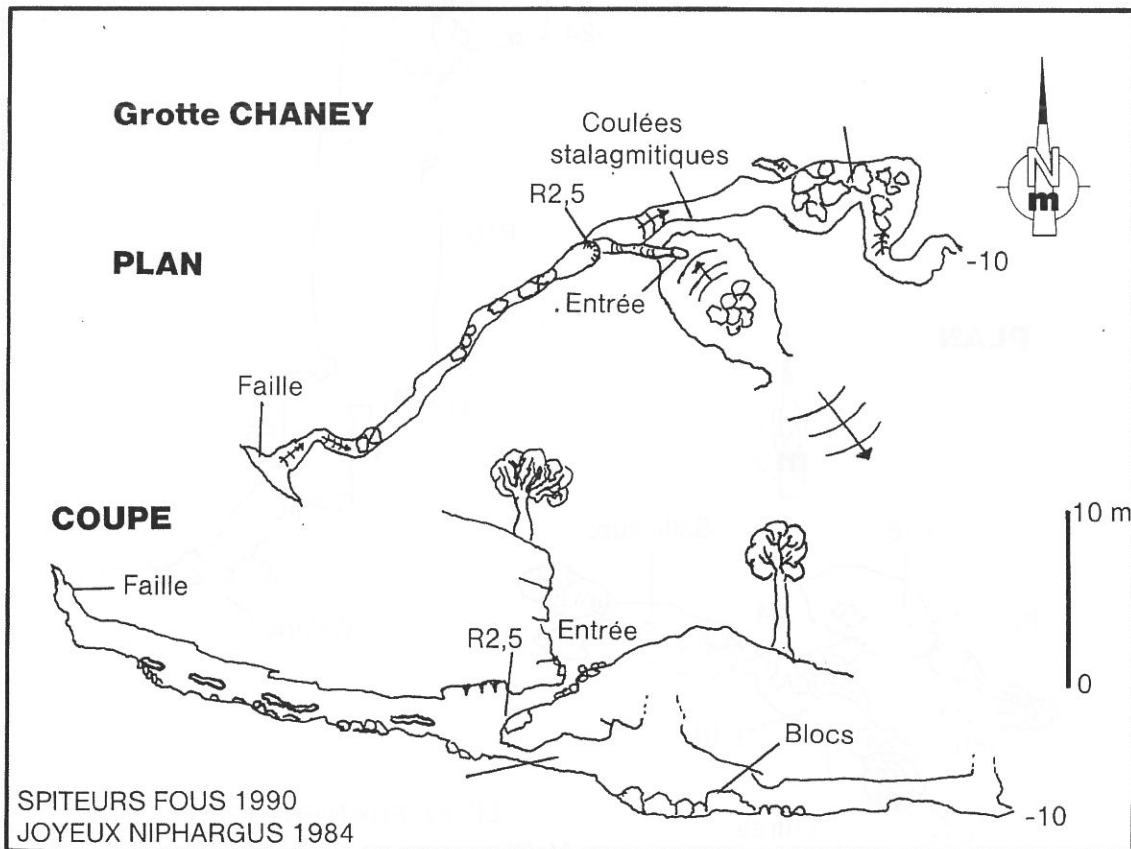 Grotte CHANEY
Coulées
stalagmitiques
R2,5
N
m
PLAN
-10
Entrée
Faille
COUPE
10 m
Faille
R2,5
Entrée
0
Blocs
-10
SPITEURS FOUS 1990
JOYEUX NIPHARGUS 1984